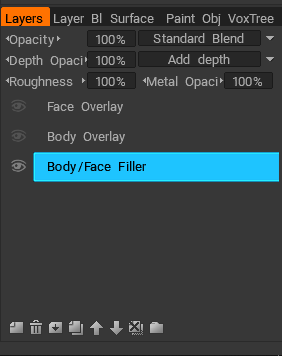 Layers Layer Bl Surface Paint Obj VoxTree
Opacity 100% Standard Blend
Depth Opaci 100% Add depth
Roughness 100% Metal Opaci 100%
Face Overlay
Body Overlay
Body/Face Filler